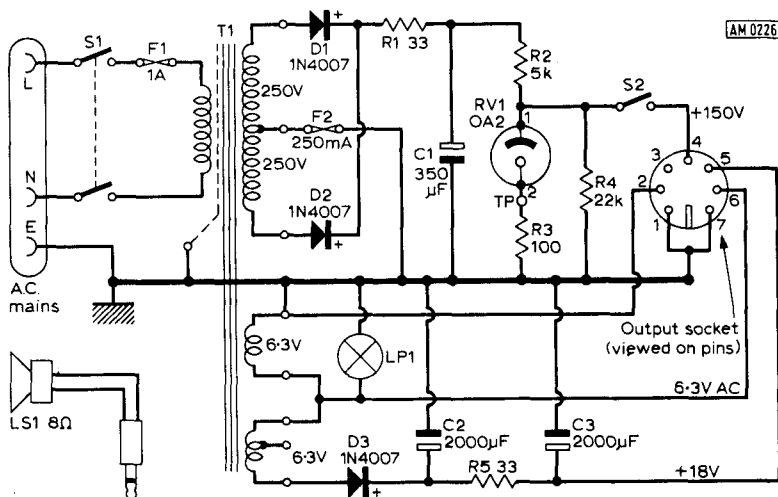 AM 0226
S1
F1
1A
T1
D1
1N4007
R1 33
R2
5k
S2
+150V
L
250V
F2
250mA
250V
RV1
OA2
1
2
TP
C1
350
μF
R4
22k
R3
100
3
4
5
2
6
1
7
N
E
A.C.
mains
D2
1N4007
Output socket
(viewed on pins)
6·3V
LP1
6·3V AC
LS1 8Ω
C2
2000μF
C3
2000μF
6·3V
D3
1N4007
R5 33
+18V
+
+
+